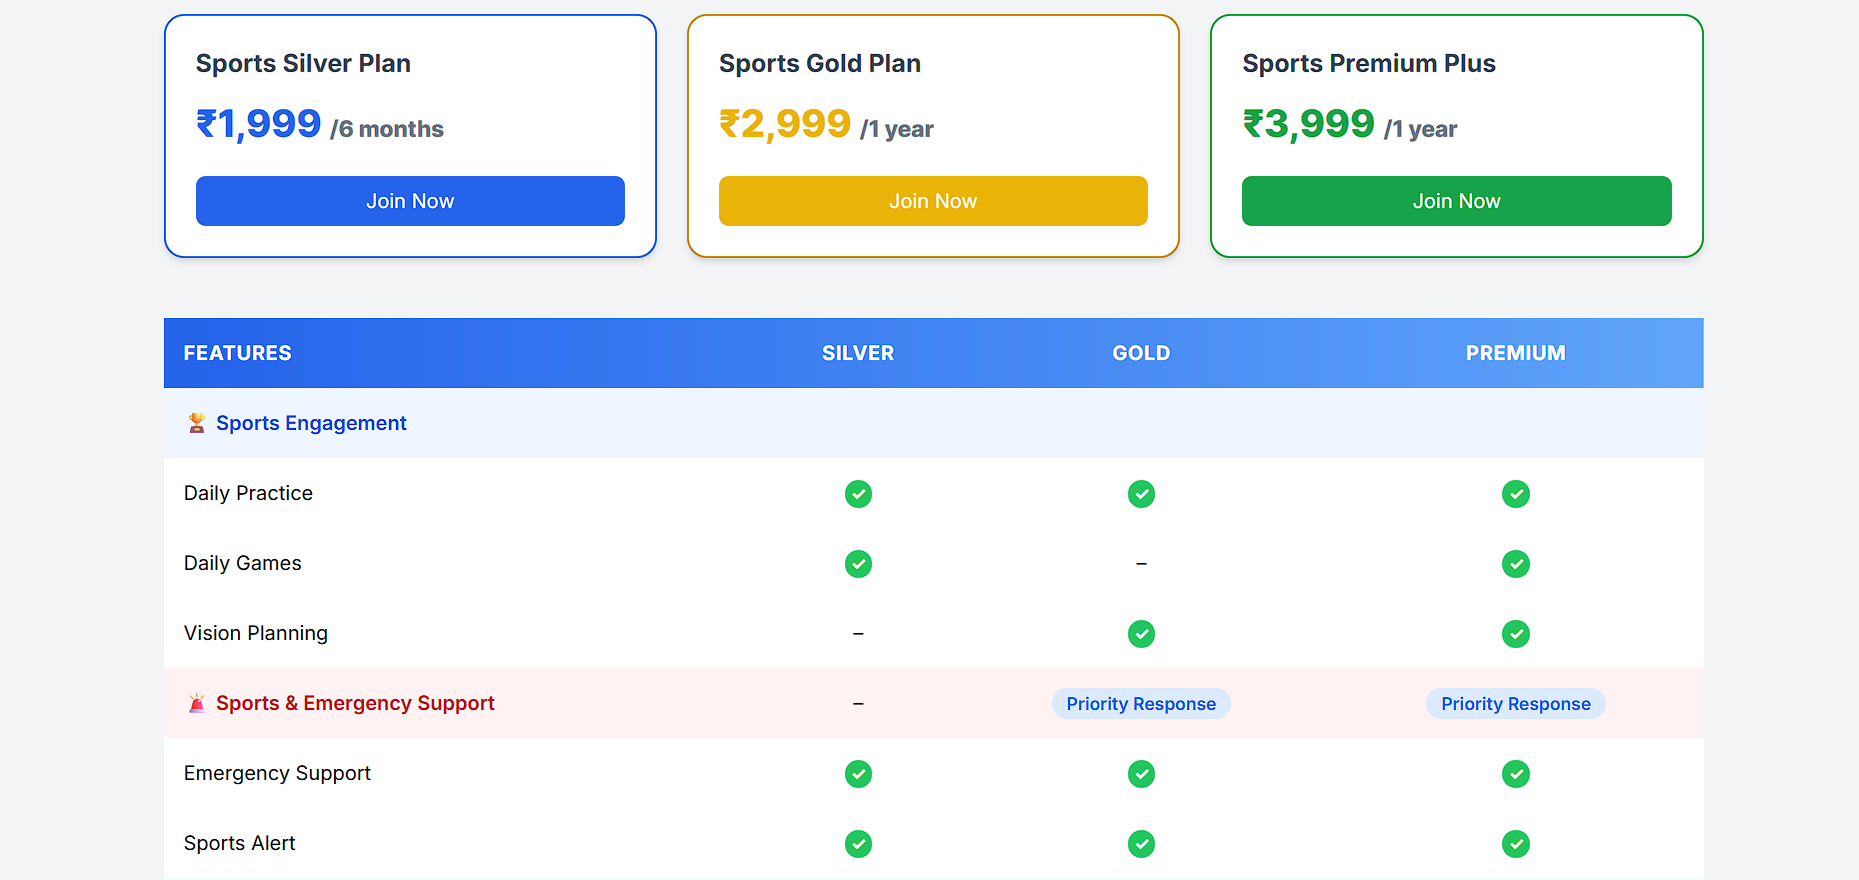 Sports Silver Plan
₹1,999 /6 months
Join Now
Sports Gold Plan
₹2,999 /1 year
Join Now
Sports Premium Plus
₹3,999 /1 year
Join Now
FEATURES SILVER GOLD PREMIUM
Sports Engagement
Daily Practice
Daily Games –
Vision Planning –
Sports & Emergency Support – Priority Response Priority Response
Emergency Support
Sports Alert